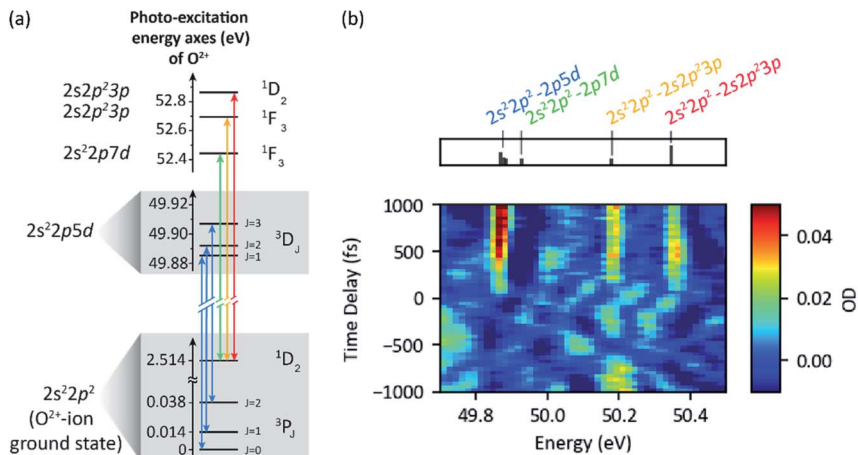 (a)
Photo-excitation
energy axes (eV)
of O²⁺
2s²2p²3p
52.8
¹D₂
2s²2p²3p
52.6
¹F₃
2s²2p7d
52.4
¹F₃
2s²2p5d
49.92
49.90
49.88
J=3
J=2
J=1
³D_J
2s²2p²
(O²⁺-ion
ground state)
2.514
≈
0.038
0.014
0
¹D₂
J=2
J=1
J=0
³P_J
(b)
2s²2p²-2p5d
2s²2p²-2p7d
2s²2p²-2s2p²3p
2s²2p²-2s2p²3p
Time Delay (fs)
1000
500
0
-500
-1000
49.8
50.0
50.2
50.4
Energy (eV)
0.04
0.02
0.00
OD